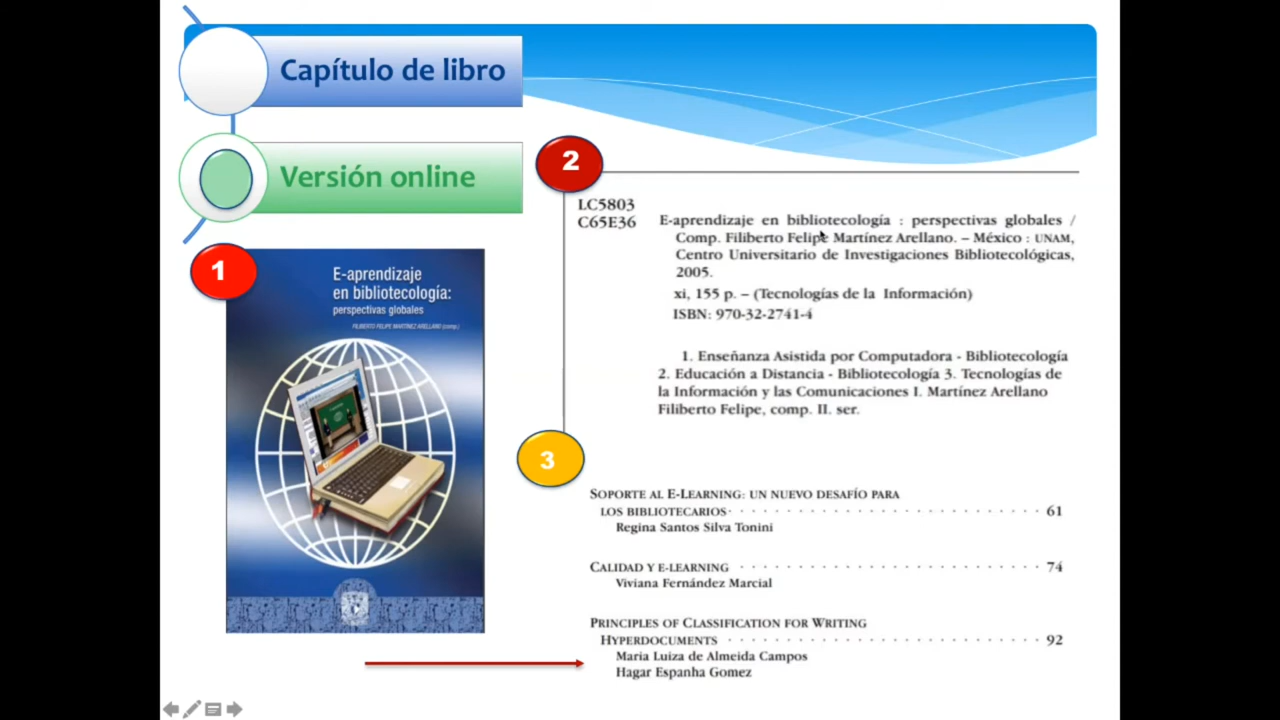 Capítulo de libro
Versión online
1
E-aprendizaje
en bibliotecología:
perspectivas globales
FILIBERTO FELIPE MARTÍNEZ ARELLANO (comp.)
2
LC5803
C65E36
E-aprendizaje en bibliotecología : perspectivas globales /
Comp. Filiberto Felipe Martínez Arellano. – México : UNAM,
Centro Universitario de Investigaciones Bibliotecológicas,
2005.
xi, 155 p. – (Tecnologías de la Información)
ISBN: 970-32-2741-4
1. Enseñanza Asistida por Computadora - Bibliotecología
2. Educación a Distancia - Bibliotecología 3. Tecnologías de
la Información y las Comunicaciones I. Martínez Arellano
Filiberto Felipe, comp. II. ser.
3
SOPORTE AL E-LEARNING: UN NUEVO DESAFÍO PARA
LOS BIBLIOTECARIOS · · · · · · · · · · · · · · · · · · · · 61
Regina Santos Silva Tonini
CALIDAD Y E-LEARNING · · · · · · · · · · · · · · · · · · · · 74
Viviana Fernández Marcial
PRINCIPLES OF CLASSIFICATION FOR WRITING
HYPERDOCUMENTS · · · · · · · · · · · · · · · · · · · · 92
Maria Luiza de Almeida Campos
Hagar Espanha Gomez